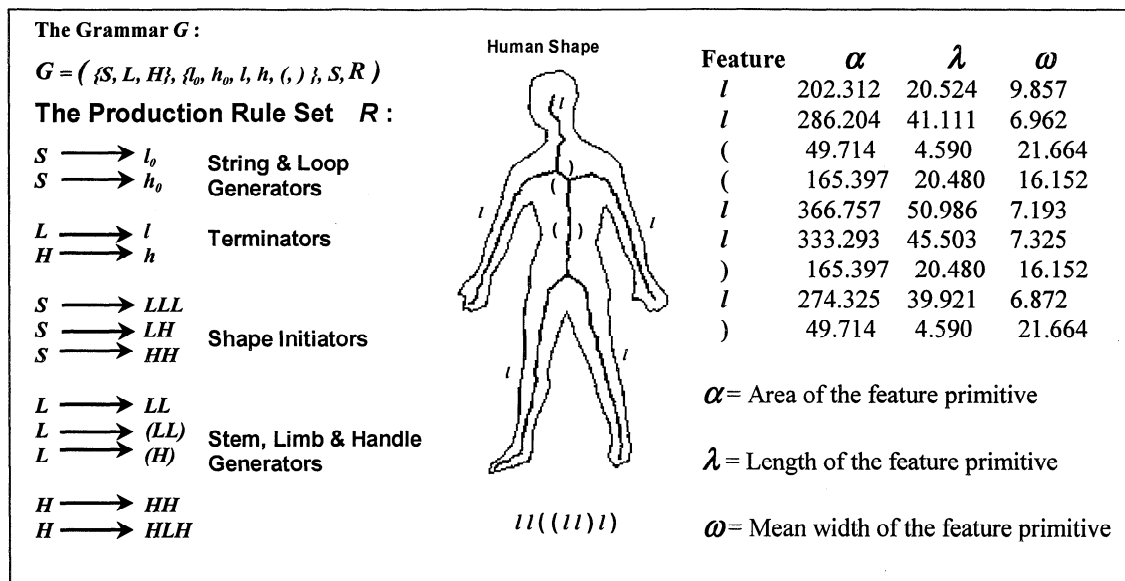 The Grammar G :
G = ( {S, L, H}, {l₀, h₀, l, h, (, ) }, S, R )
The Production Rule Set R :
S ⟶ l₀
S ⟶ h₀
String & Loop
Generators
L ⟶ l
H ⟶ h
Terminators
S ⟶ LLL
S ⟶ LH
S ⟶ HH
Shape Initiators
L ⟶ LL
L ⟶ (LL)
L ⟶ (H)
Stem, Limb & Handle
Generators
H ⟶ HH
H ⟶ HLH
Human Shape
l
)
(
l
l
( )
l
l
l l ( ( l l ) l )
Feature α λ ω
l 202.312 20.524 9.857
l 286.204 41.111 6.962
( 49.714 4.590 21.664
( 165.397 20.480 16.152
l 366.757 50.986 7.193
l 333.293 45.503 7.325
) 165.397 20.480 16.152
l 274.325 39.921 6.872
) 49.714 4.590 21.664
α = Area of the feature primitive
λ = Length of the feature primitive
ω = Mean width of the feature primitive